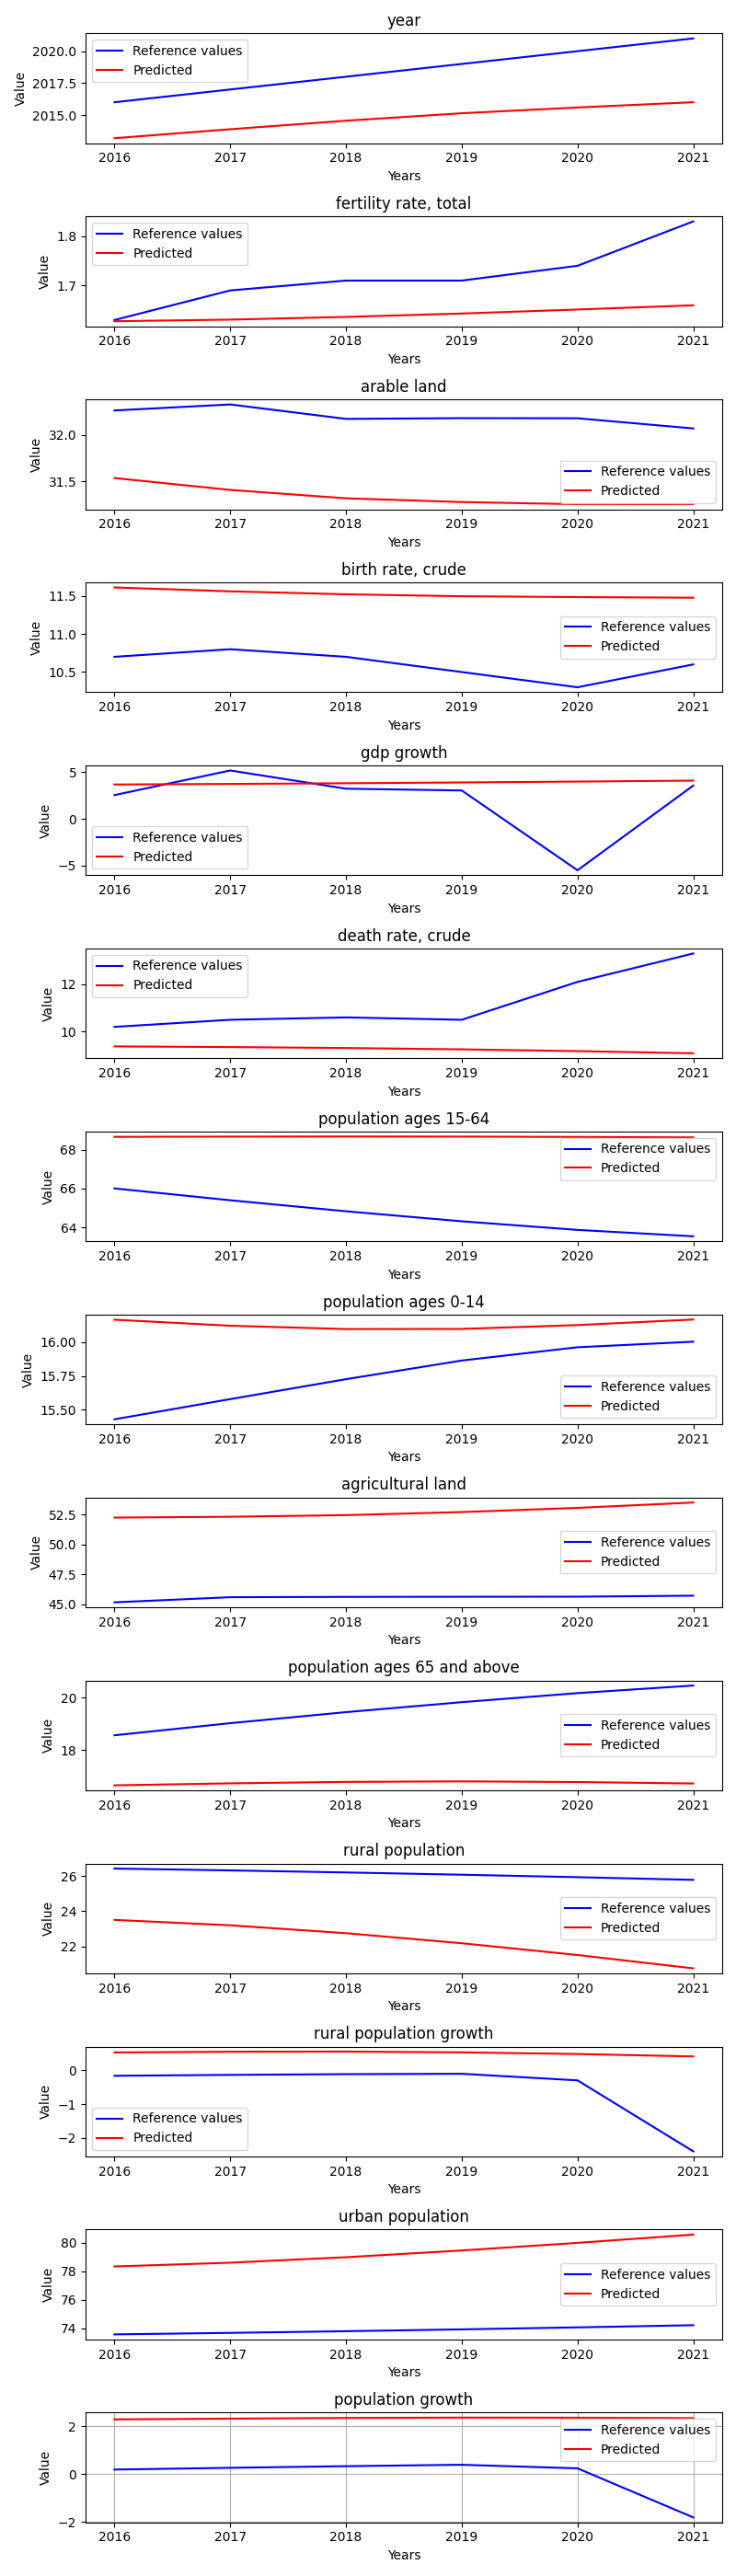 year
2020.0
2017.5
2015.0
Value
Reference values
Predicted
2016 2017 2018 2019 2020 2021
Years
fertility rate, total
1.8
1.7
Value
Reference values
Predicted
2016 2017 2018 2019 2020 2021
Years
arable land
32.0
31.5
Value
Reference values
Predicted
2016 2017 2018 2019 2020 2021
Years
birth rate, crude
11.5
11.0
10.5
Value
Reference values
Predicted
2016 2017 2018 2019 2020 2021
Years
gdp growth
5
0
−5
Value
Reference values
Predicted
2016 2017 2018 2019 2020 2021
Years
death rate, crude
12
10
Value
Reference values
Predicted
2016 2017 2018 2019 2020 2021
Years
population ages 15-64
68
66
64
Value
Reference values
Predicted
2016 2017 2018 2019 2020 2021
Years
population ages 0-14
16.00
15.75
15.50
Value
Reference values
Predicted
2016 2017 2018 2019 2020 2021
Years
agricultural land
52.5
50.0
47.5
45.0
Value
Reference values
Predicted
2016 2017 2018 2019 2020 2021
Years
population ages 65 and above
20
18
Value
Reference values
Predicted
2016 2017 2018 2019 2020 2021
Years
rural population
26
24
22
Value
Reference values
Predicted
2016 2017 2018 2019 2020 2021
Years
rural population growth
0
−1
−2
Value
Reference values
Predicted
2016 2017 2018 2019 2020 2021
Years
urban population
80
78
76
74
Value
Reference values
Predicted
2016 2017 2018 2019 2020 2021
Years
population growth
2
0
−2
Value
Reference values
Predicted
2016 2017 2018 2019 2020 2021
Years